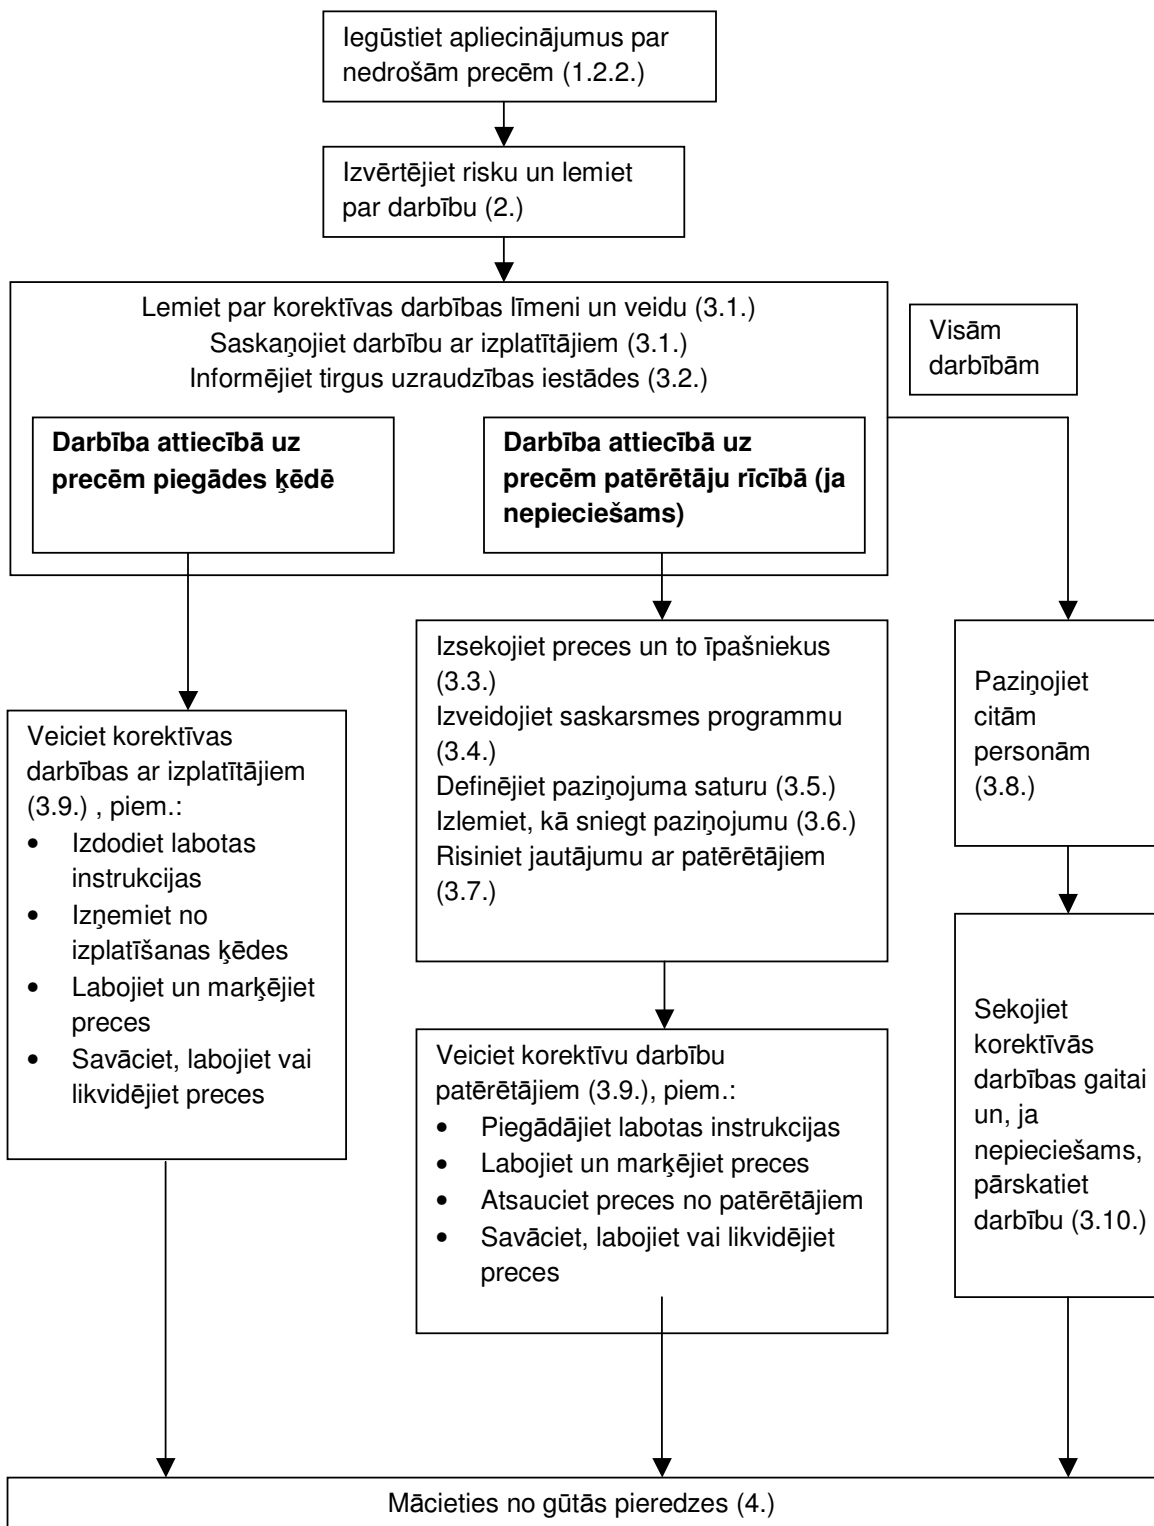 Iegūstiet apliecinājumus par
nedrošām precēm (1.2.2.)
Izvērtējiet risku un lemiet
par darbību (2.)
Lemiet par korektīvas darbības līmeni un veidu (3.1.)
Saskaņojiet darbību ar izplatītājiem (3.1.)
Informējiet tirgus uzraudzības iestādes (3.2.)
Visām
darbībām
Darbība attiecībā uz
precēm piegādes ķēdē
Darbība attiecībā uz
precēm patērētāju rīcībā (ja
nepieciešams)
Veiciet korektīvas
darbības ar izplatītājiem
(3.9.) , piem.:
• Izdodiet labotas
instrukcijas
• Izņemiet no
izplatīšanas ķēdes
• Labojiet un marķējiet
preces
• Savāciet, labojiet vai
likvidējiet preces
Izsekojiet preces un to īpašniekus
(3.3.)
Izveidojiet saskarsmes programmu
(3.4.)
Definējiet paziņojuma saturu (3.5.)
Izlemiet, kā sniegt paziņojumu (3.6.)
Risiniet jautājumu ar patērētājiem
(3.7.)
Veiciet korektīvu darbību
patērētājiem (3.9.), piem.:
• Piegādājiet labotas instrukcijas
• Labojiet un marķējiet preces
• Atsauciet preces no patērētājiem
• Savāciet, labojiet vai likvidējiet
preces
Paziņojiet
citām
personām
(3.8.)
Sekojiet
korektīvās
darbības gaitai
un, ja
nepieciešams,
pārskatiet
darbību (3.10.)
Mācieties no gūtās pieredzes (4.)